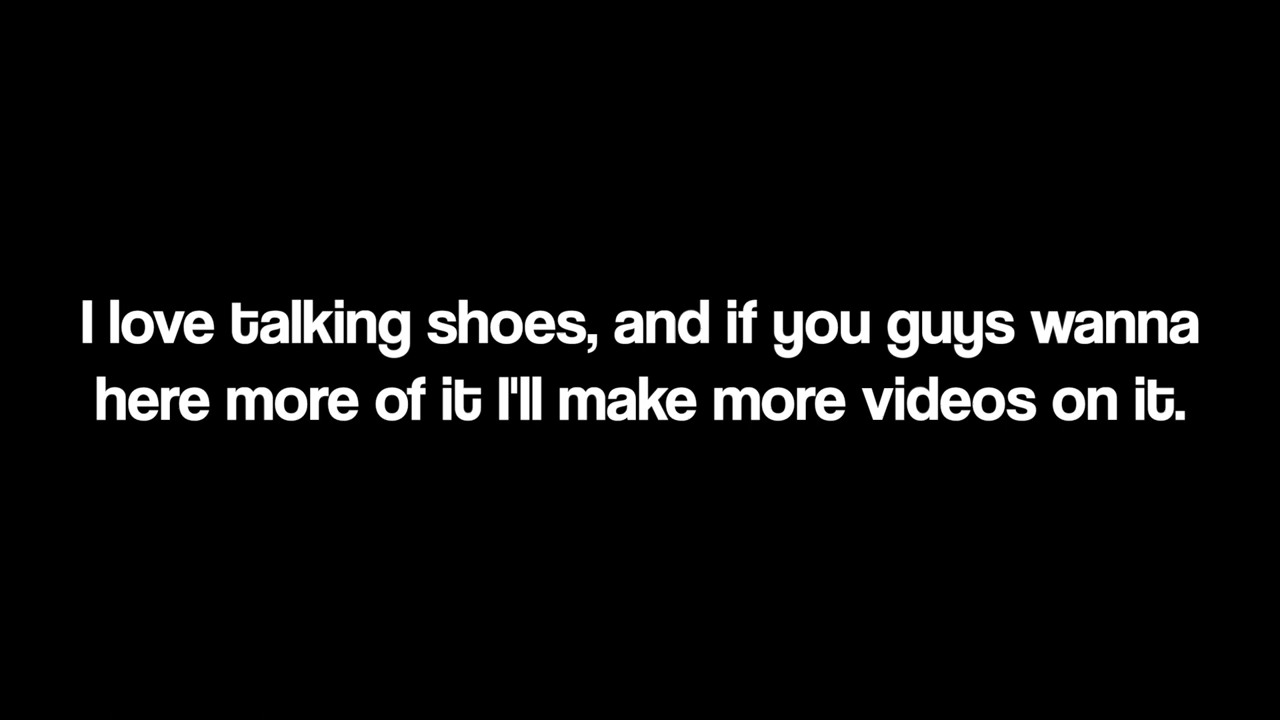 I love talking shoes, and if you guys wanna
here more of it I'll make more videos on it.